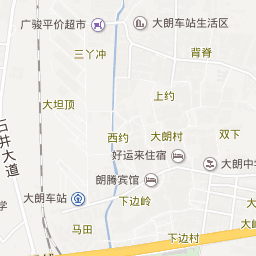 广骏平价超市
大朗车站生活区
三丫冲
背脊
大坦顶
上约
石井大道
西约
大朗村
双下
好运来住宿
大朗中学
朗腾宾馆
大朗车站
下边岭
大
学
马田
下边村